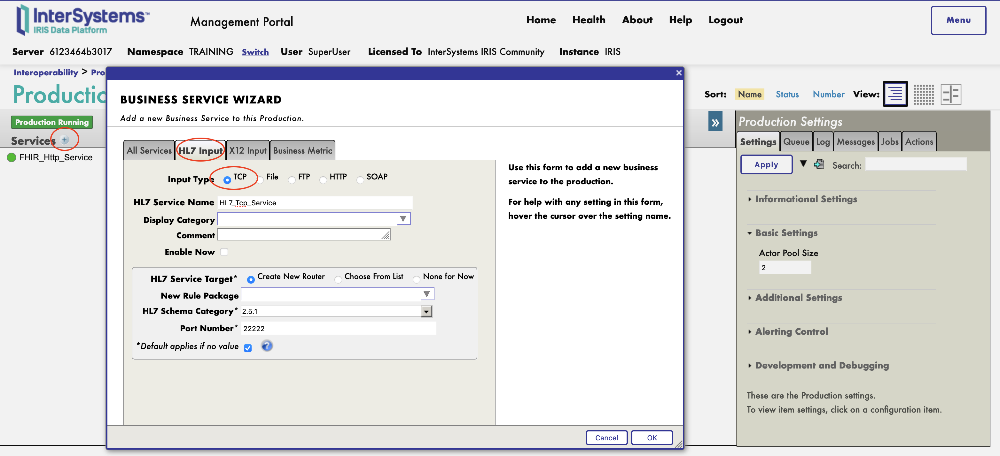 InterSystems™
IRIS Data Platform
Management Portal
Home Health About Help Logout
Menu
Server 6123464b3017 Namespace TRAINING Switch User SuperUser Licensed To InterSystems IRIS Community Instance IRIS
Interoperability > Pro
Productic
Sort: Name Status Number View:
Production Running
Services
FHIR_Http_Service
BUSINESS SERVICE WIZARD
Add a new Business Service to this Production.
All Services HL7 Input X12 Input Business Metric
Input Type TCP File FTP HTTP SOAP
HL7 Service Name HL7_Tcp_Service
Display Category
Comment
Enable Now
HL7 Service Target* Create New Router Choose From List None for Now
New Rule Package
HL7 Schema Category* 2.5.1
Port Number* 22222
*Default applies if no value
Use this form to add a new business
service to the production.
For help with any setting in this form,
hover the cursor over the setting name.
Cancel OK
Production Settings
Settings Queue Log Messages Jobs Actions
Apply Search:
Informational Settings
Basic Settings
Actor Pool Size
2
Additional Settings
Alerting Control
Development and Debugging
These are the Production settings.
To view item settings, click on a configuration item.